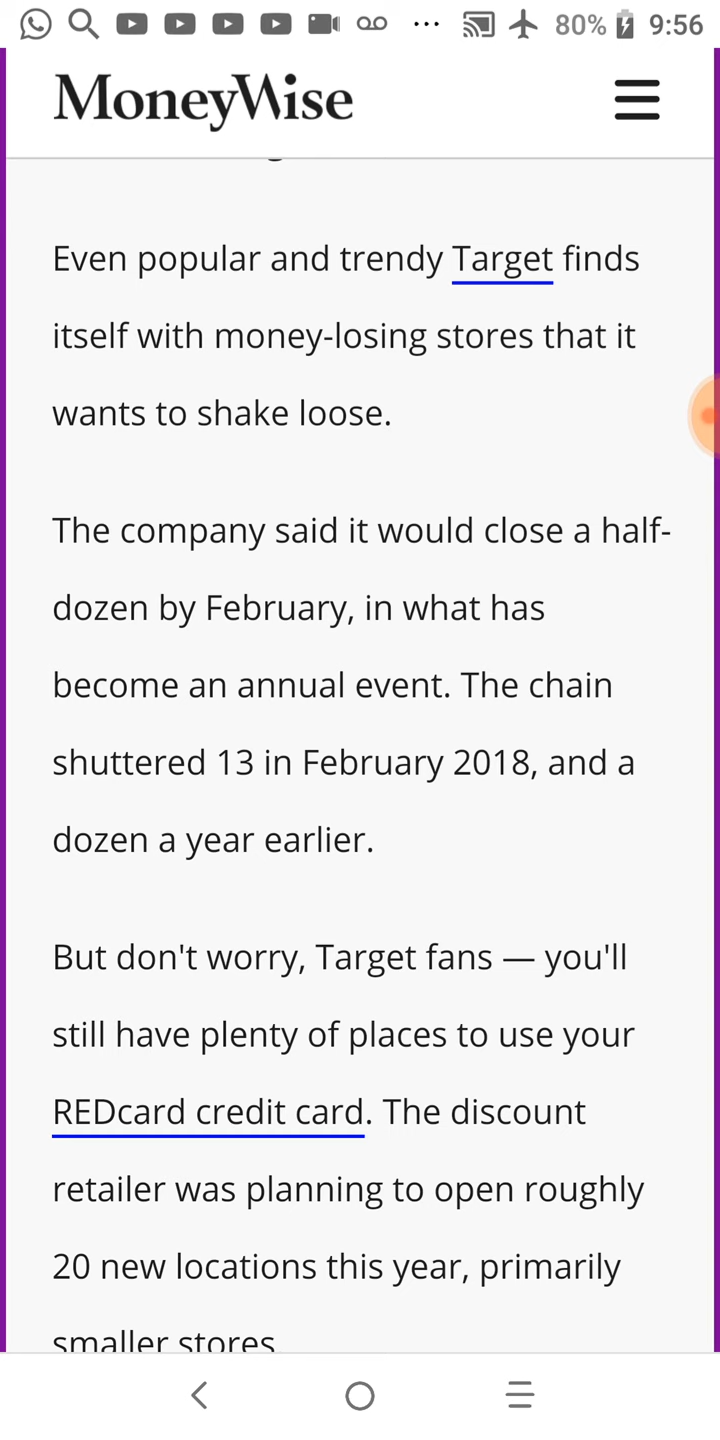 80% 9:56
MoneyWise
Even popular and trendy Target finds
itself with money-losing stores that it
wants to shake loose.
The company said it would close a half-
dozen by February, in what has
become an annual event. The chain
shuttered 13 in February 2018, and a
dozen a year earlier.
But don't worry, Target fans — you'll
still have plenty of places to use your
REDcard credit card. The discount
retailer was planning to open roughly
20 new locations this year, primarily
smaller stores.